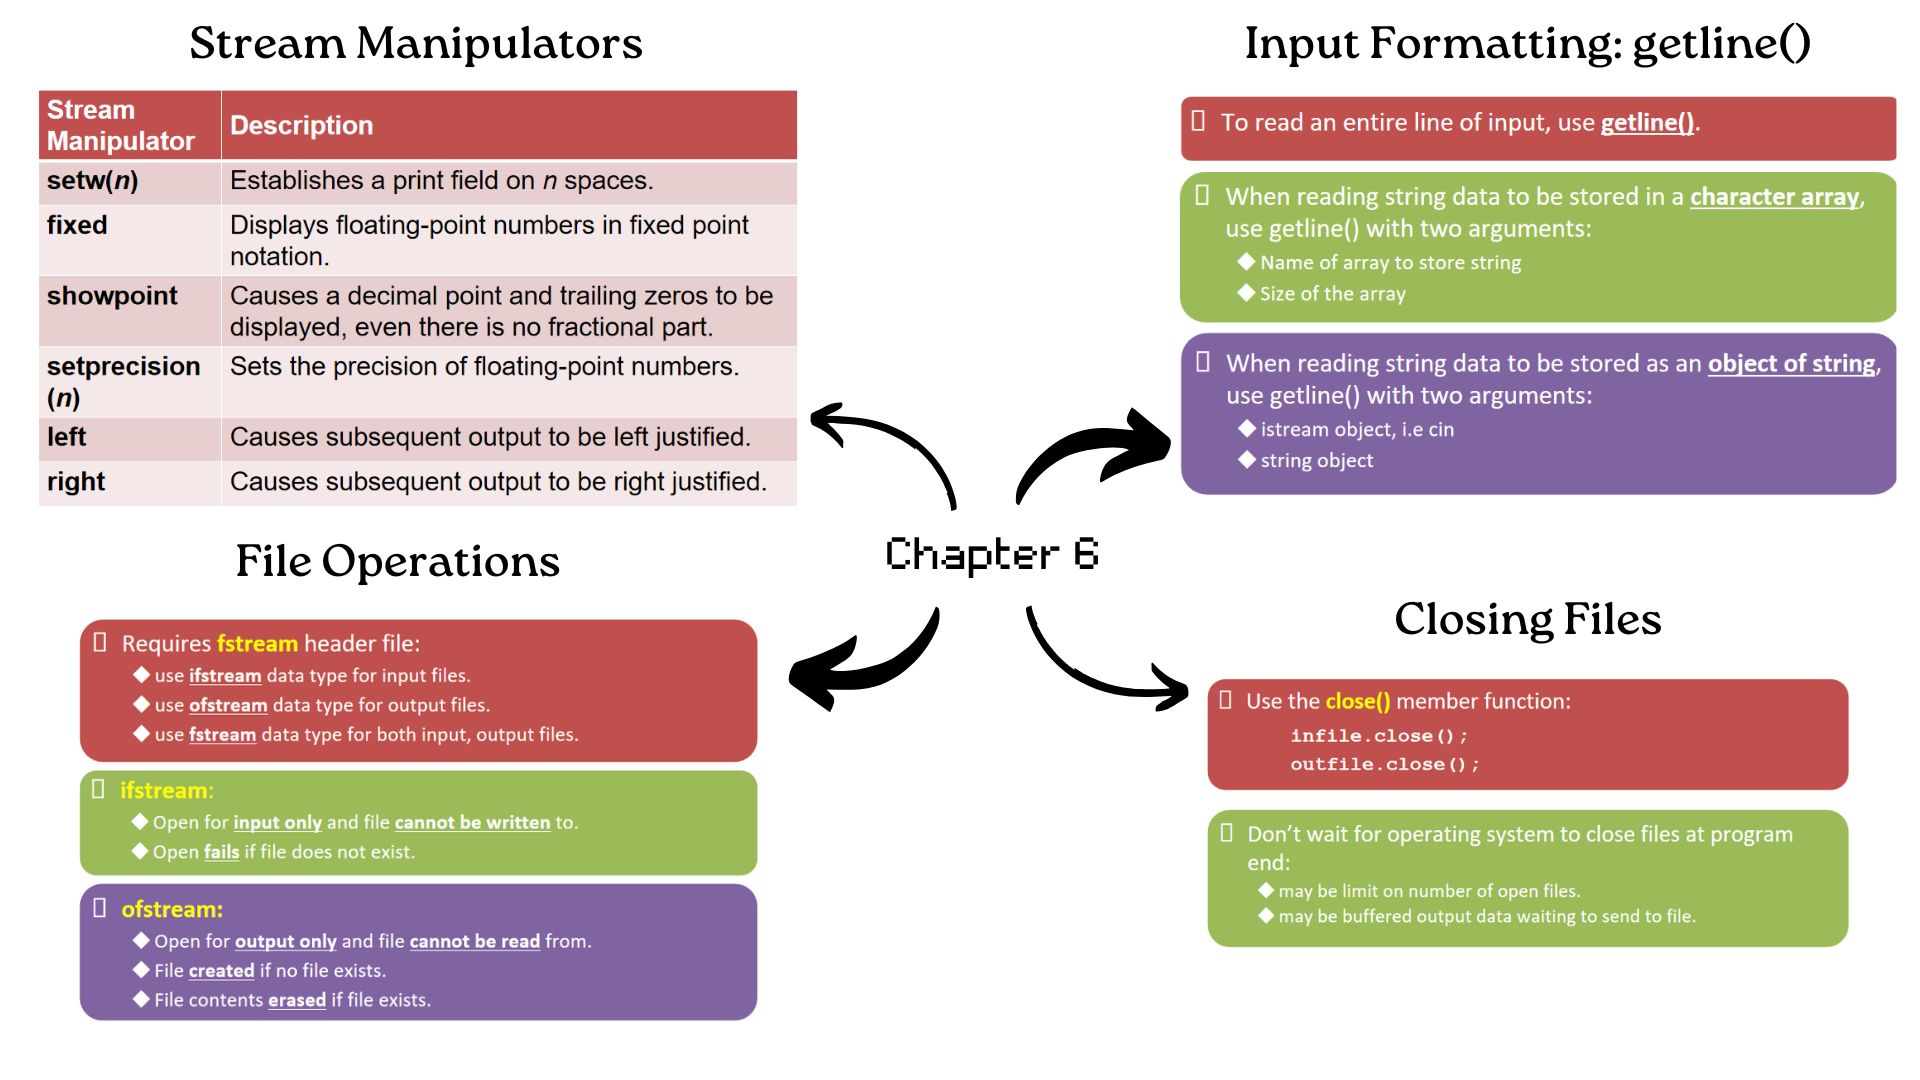 Stream Manipulators
Stream
Manipulator
Description
setw(n)
Establishes a print field on n spaces.
fixed
Displays floating-point numbers in fixed point
notation.
showpoint
Causes a decimal point and trailing zeros to be
displayed, even there is no fractional part.
setprecision
(n)
Sets the precision of floating-point numbers.
left
Causes subsequent output to be left justified.
right
Causes subsequent output to be right justified.
Input Formatting: getline()
To read an entire line of input, use getline().
When reading string data to be stored in a character array,
use getline() with two arguments:
Name of array to store string
Size of the array
When reading string data to be stored as an object of string,
use getline() with two arguments:
istream object, i.e cin
string object
Chapter 6
File Operations
Requires fstream header file:
use ifstream data type for input files.
use ofstream data type for output files.
use fstream data type for both input, output files.
ifstream:
Open for input only and file cannot be written to.
Open fails if file does not exist.
ofstream:
Open for output only and file cannot be read from.
File created if no file exists.
File contents erased if file exists.
Closing Files
Use the close() member function:
infile.close();
outfile.close();
Don’t wait for operating system to close files at program
end:
may be limit on number of open files.
may be buffered output data waiting to send to file.